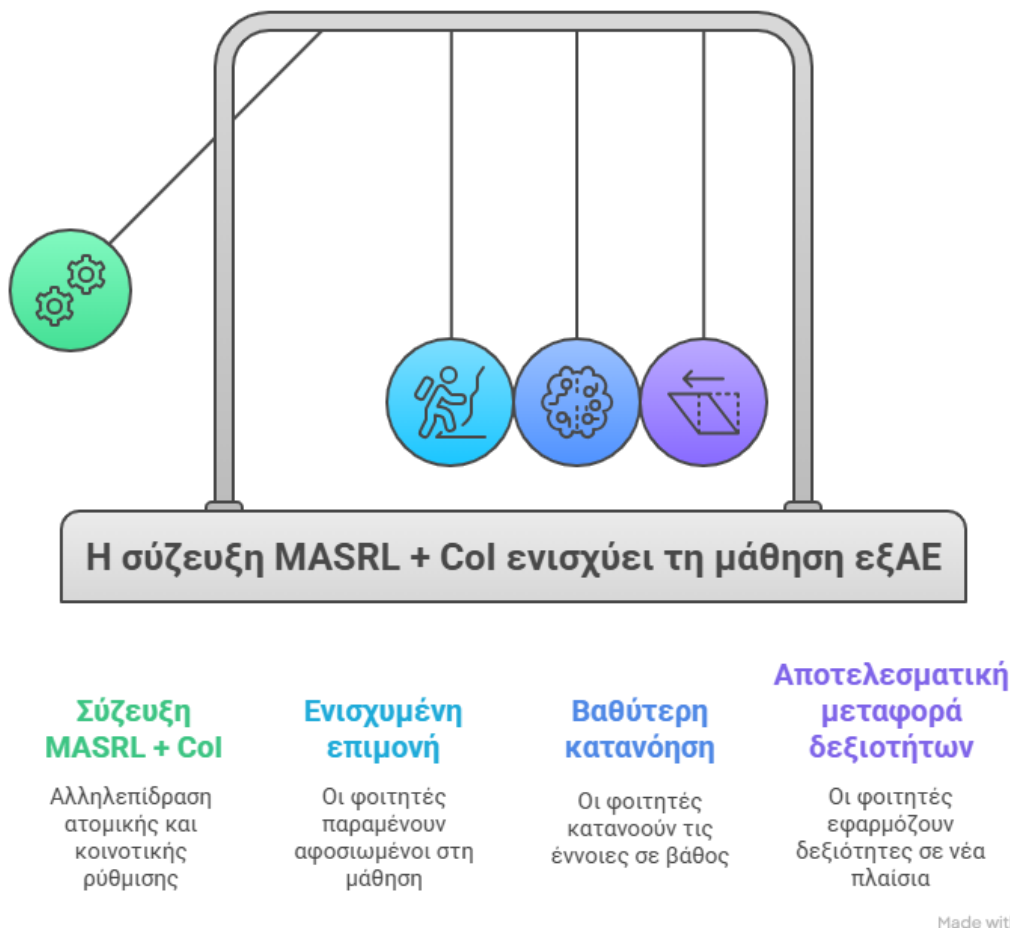 Η σύζευξη MASRL + CoI ενισχύει τη μάθηση εξΑΕ
Σύζευξη
MASRL + CoI
Αλληλεπίδραση
ατομικής και
κοινοτικής
ρύθμισης
Ενισχυμένη
επιμονή
Οι φοιτητές
παραμένουν
αφοσιωμένοι στη
μάθηση
Βαθύτερη
κατανόηση
Οι φοιτητές
κατανοούν τις
έννοιες σε βάθος
Αποτελεσματική
μεταφορά
δεξιοτήτων
Οι φοιτητές
εφαρμόζουν
δεξιότητες σε νέα
πλαίσια
Made with